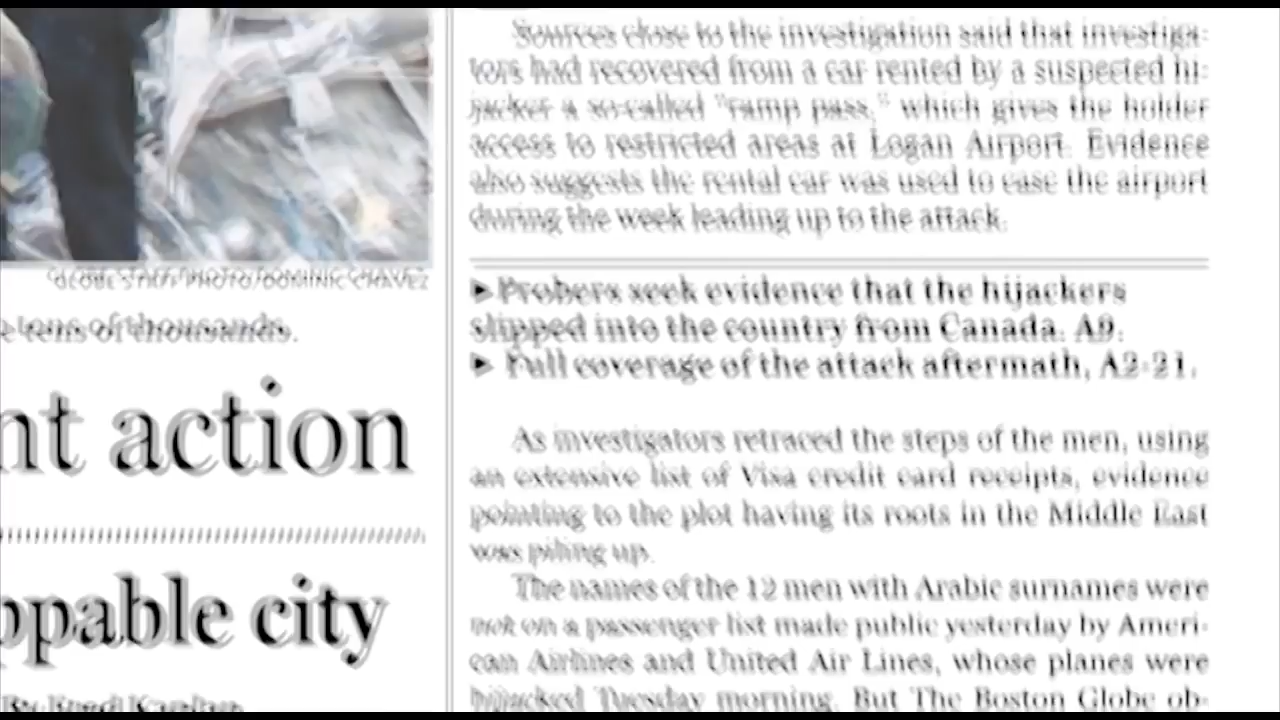 GLOBE STAFF PHOTO/DOMINIC CHAVEZ
e tens of thousands.
nt action
ppable city
By Fred Kaplan
Sources close to the investigation said that investiga-
tors had recovered from a car rented by a suspected hi-
jacker a so-called "ramp pass," which gives the holder
access to restricted areas at Logan Airport. Evidence
also suggests the rental car was used to case the airport
during the week leading up to the attack.
► Probers seek evidence that the hijackers
slipped into the country from Canada. A9.
► Full coverage of the attack aftermath, A2-21.
As investigators retraced the steps of the men, using
an extensive list of Visa credit card receipts, evidence
pointing to the plot having its roots in the Middle East
was piling up.
The names of the 12 men with Arabic surnames were
not on a passenger list made public yesterday by Ameri-
can Airlines and United Air Lines, whose planes were
hijacked Tuesday morning. But The Boston Globe ob-